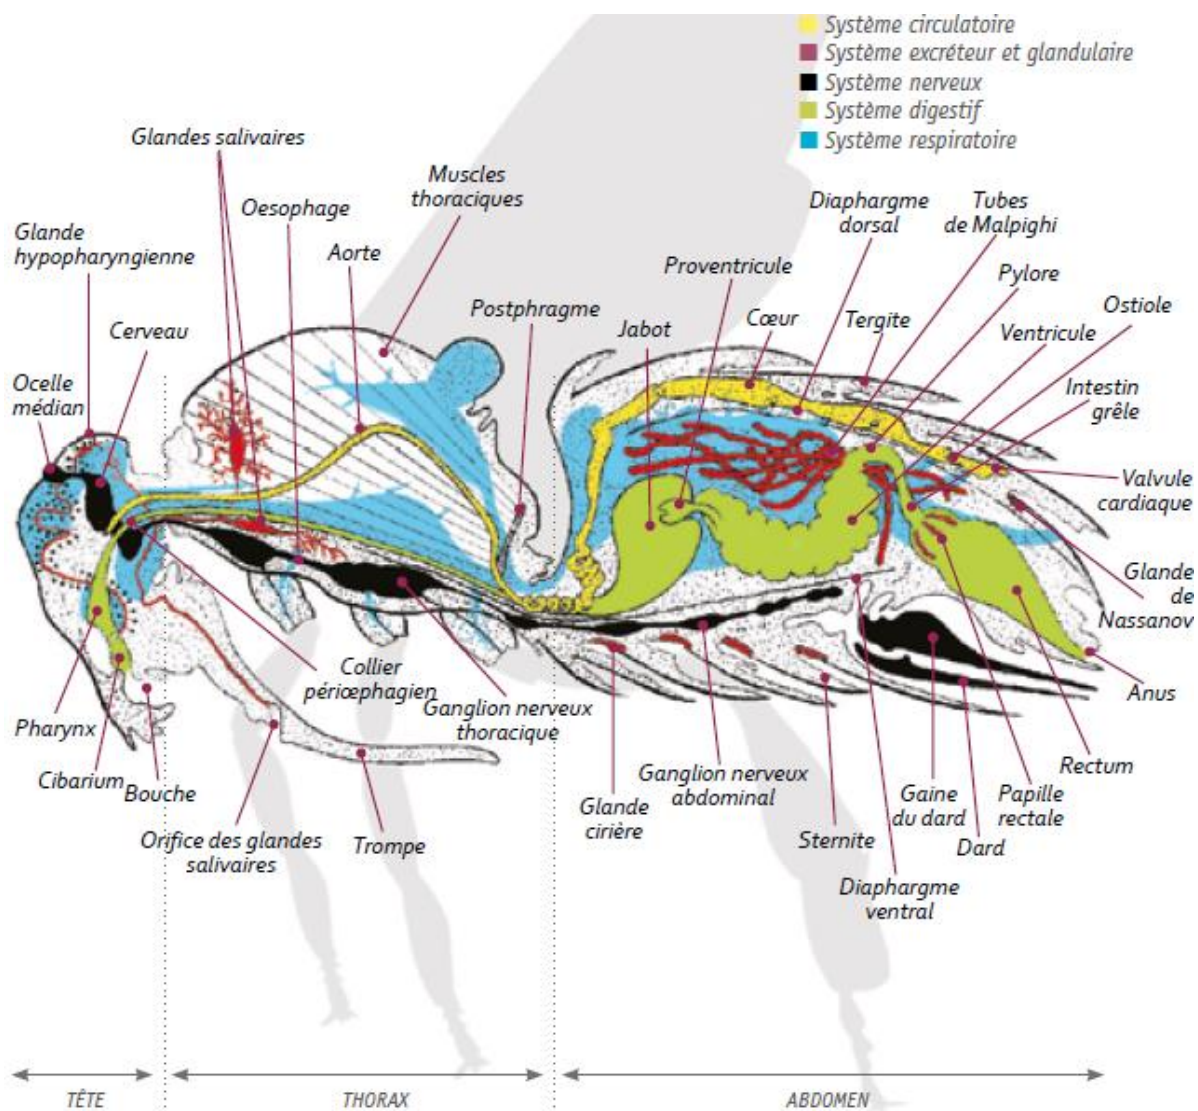 Système circulatoire
Système excréteur et glandulaire
Système nerveux
Système digestif
Système respiratoire
Glandes salivaires
Muscles
thoraciques
Oesophage
Diaphargme
dorsal
Tubes
de Malpighi
Glande
hypopharyngienne
Aorte
Proventricule
Pylore
Postphragme
Jabot
Cœur
Tergite
Ventricule
Ostiole
Cerveau
Ocelle
médian
Intestin
grêle
Valvule
cardiaque
Glande
de
Nassanov
Collier
périœphagien
Ganglion nerveux
thoracique
Anus
Pharynx
Cibarium
Bouche
Orifice des glandes
salivaires
Trompe
Glande
cirière
Ganglion nerveux
abdominal
Sternite
Gaine
du dard
Dard
Papille
rectale
Rectum
Diaphargme
ventral
TÊTE
THORAX
ABDOMEN